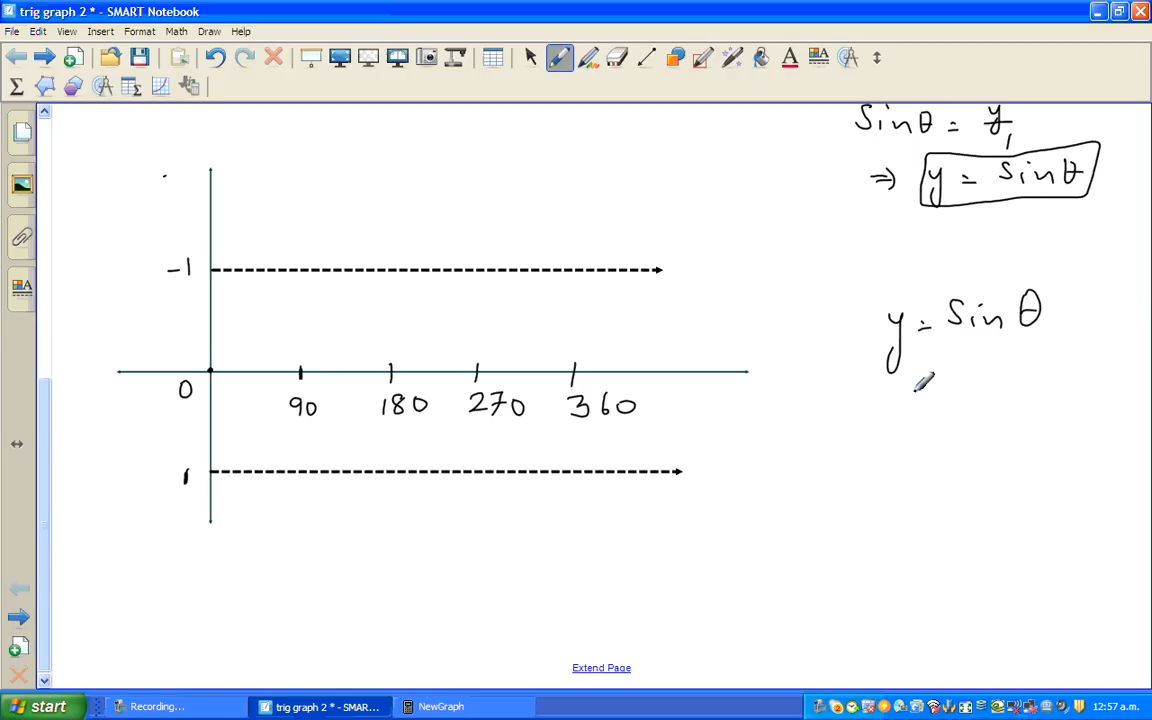 trig graph 2 * - SMART Notebook
File Edit View Insert Format Math Draw Help
sinθ = y/1
⇒ y = sinθ
-1
y = sin θ
0 90 180 270 360
1
Extend Page
start Recording... trig graph 2 * - SMAR... NewGraph 12:57 a.m.